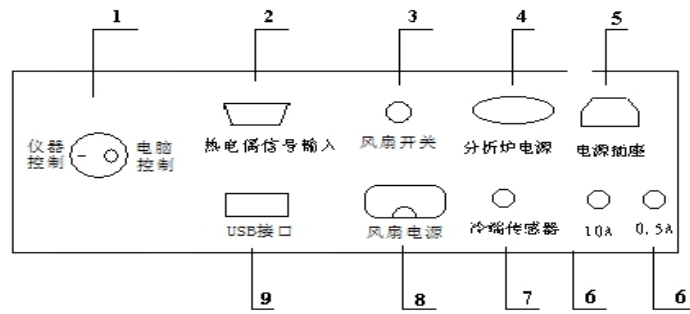 1 2 3 4 5
仪器控制 电脑控制
热电偶信号输入 风扇开关 分折炉电源 电源插座
USB接口 风扇电源 冷端传感器 10A 0.5A
9 8 7 6 6